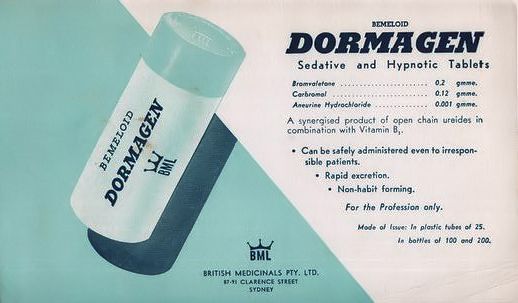 BEMELOID
DORMAGEN
BML
BEMELOID
DORMAGEN
Sedative and Hypnotic Tablets
Bromvaletone ........................ 0.2 gmme.
Carbromal ........................ 0.12 gmme.
Aneurine Hydrochloride ............... 0.001 gmme.
A synergised product of open chain ureides in
combination with Vitamin B₁.
• Can be safely administered even to irrespon-
sible patients.
• Rapid excretion.
• Non-habit forming.
For the Profession only.
Mode of Issue: In plastic tubes of 25.
In bottles of 100 and 200.
BML
BRITISH MEDICINALS PTY. LTD.
87-91 CLARENCE STREET
SYDNEY